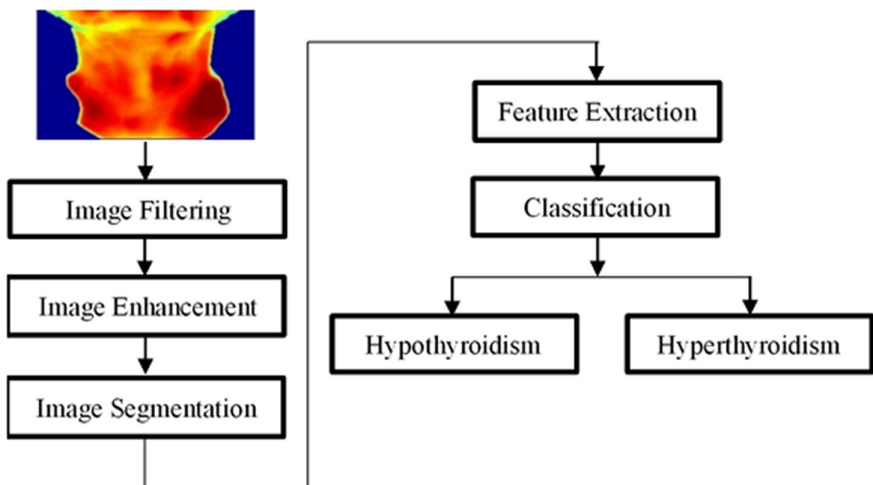 Image Filtering
Image Enhancement
Image Segmentation
Feature Extraction
Classification
Hypothyroidism
Hyperthyroidism